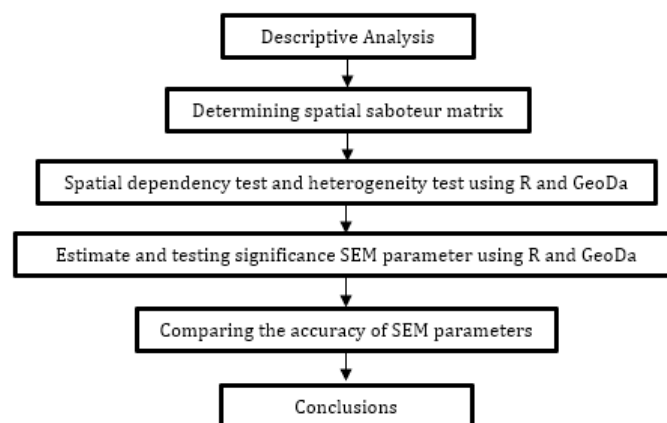 Descriptive Analysis
Determining spatial saboteur matrix
Spatial dependency test and heterogeneity test using R and GeoDa
Estimate and testing significance SEM parameter using R and GeoDa
Comparing the accuracy of SEM parameters
Conclusions